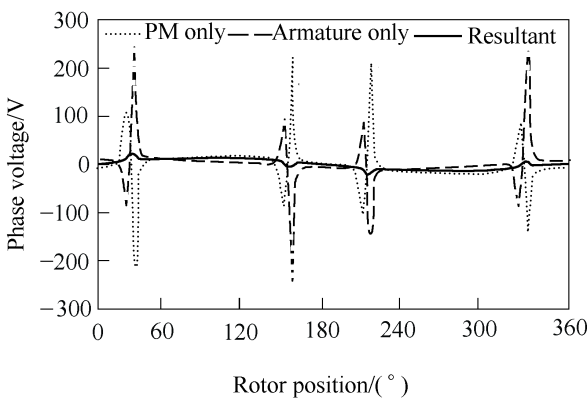 PM only Armature only Resultant
300
200
100
0
−100
−200
−300
Phase voltage/V
0 60 120 180 240 300 360
Rotor position/(°)